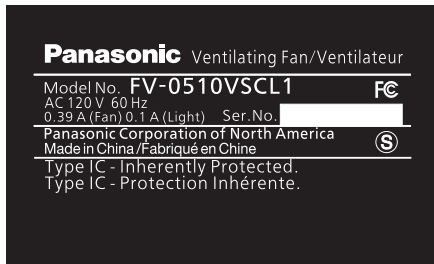 Panasonic Ventilating Fan/Ventilateur
Model No. FV-0510VSCL1 FC
AC 120 V 60 Hz
0.39 A (Fan) 0.1 A (Light) Ser.No.
Panasonic Corporation of North America
Made in China /Fabriqué en Chine S
Type IC - Inherently Protected.
Type IC - Protection Inhérente.